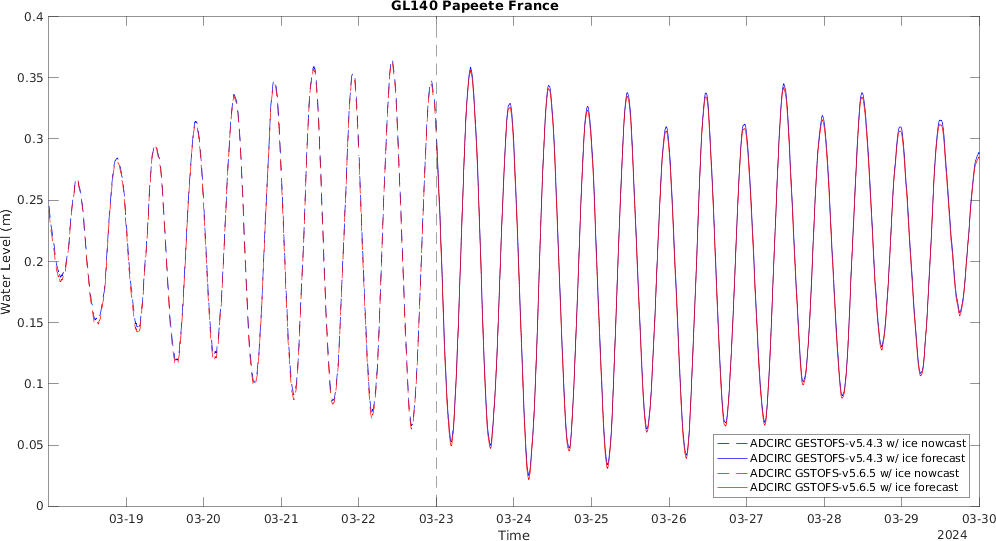 GL140 Papeete France
0.4
0.35
0.3
0.25
0.2
0.15
0.1
0.05
0
Water Level (m)
03-19 03-20 03-21 03-22 03-23 03-24 03-25 03-26 03-27 03-28 03-29 03-30
Time
2024
ADCIRC GESTOFS-v5.4.3 w/ ice nowcast
ADCIRC GESTOFS-v5.4.3 w/ ice forecast
ADCIRC GSTOFS-v5.6.5 w/ ice nowcast
ADCIRC GSTOFS-v5.6.5 w/ ice forecast